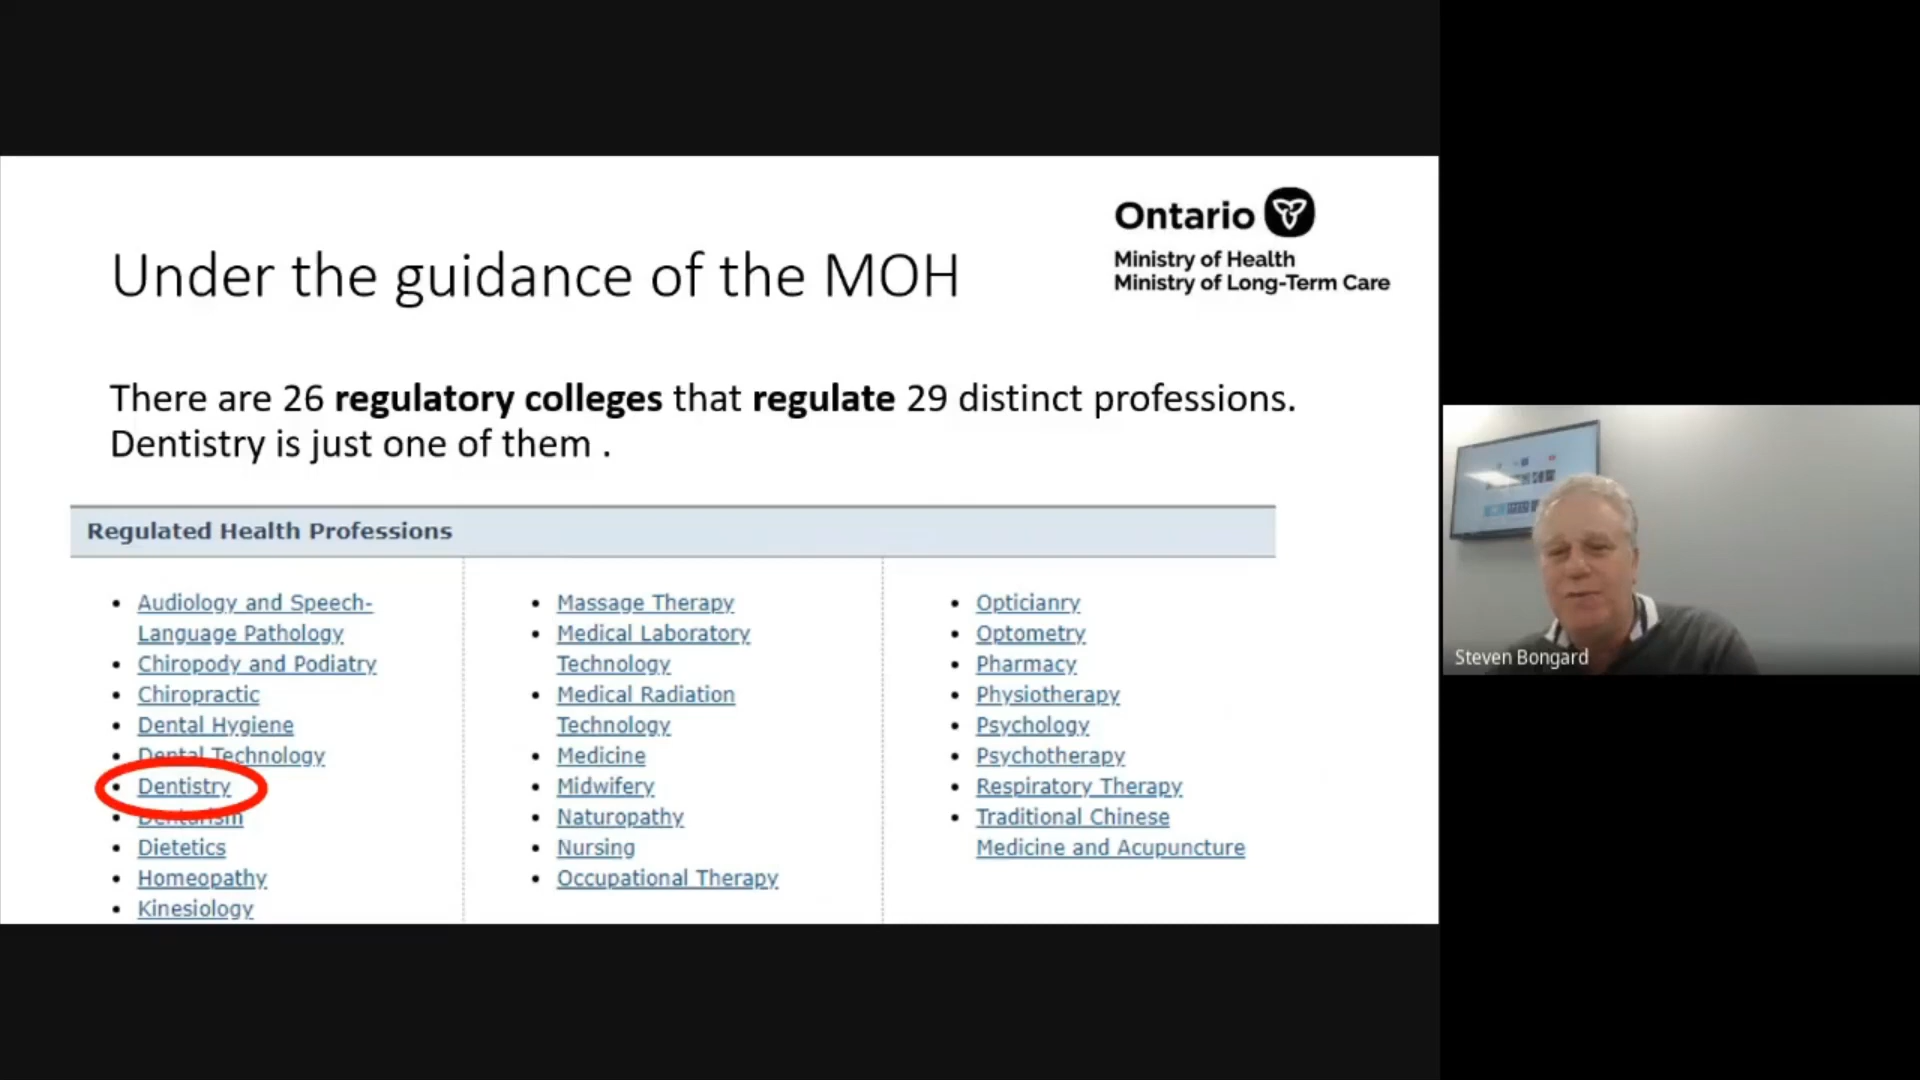 Ontario
Ministry of Health
Ministry of Long-Term Care
Under the guidance of the MOH
There are 26 regulatory colleges that regulate 29 distinct professions.
Dentistry is just one of them .
Regulated Health Professions
• Audiology and Speech-
Language Pathology
• Chiropody and Podiatry
• Chiropractic
• Dental Hygiene
• Dental Technology
• Dentistry
• Denturism
• Dietetics
• Homeopathy
• Kinesiology
• Massage Therapy
• Medical Laboratory
Technology
• Medical Radiation
Technology
• Medicine
• Midwifery
• Naturopathy
• Nursing
• Occupational Therapy
• Opticianry
• Optometry
• Pharmacy
• Physiotherapy
• Psychology
• Psychotherapy
• Respiratory Therapy
• Traditional Chinese
Medicine and Acupuncture
Steven Bongard